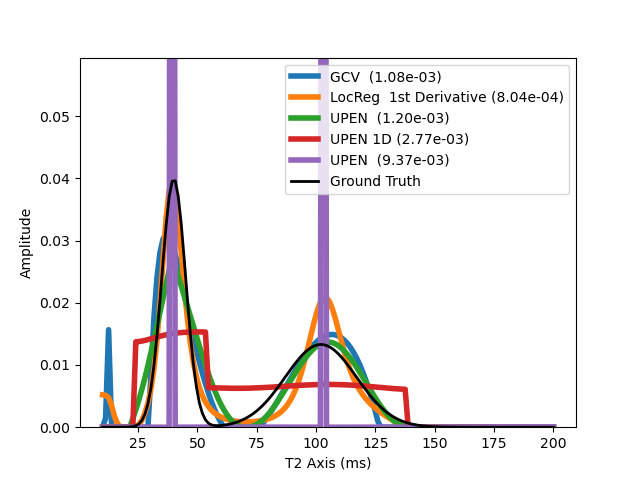 GCV  (1.08e-03)
LocReg  1st Derivative (8.04e-04)
UPEN  (1.20e-03)
UPEN 1D (2.77e-03)
UPEN  (9.37e-03)
Ground Truth
Amplitude
0.05
0.04
0.03
0.02
0.01
0.00
25 50 75 100 125 150 175 200
T2 Axis (ms)